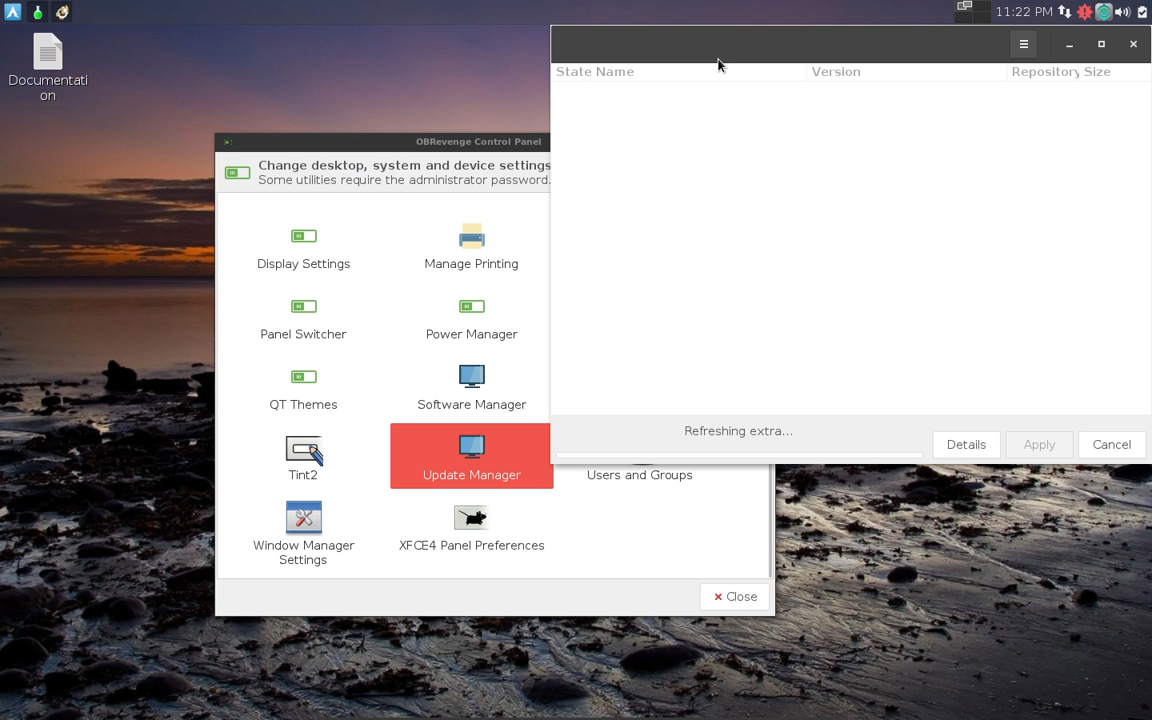 11:22 PM
Documentati
on
State Name Version Repository Size
OBRevenge Control Panel
Change desktop, system and device settings
Some utilities require the administrator password.
Display Settings
Manage Printing
Panel Switcher
Power Manager
QT Themes
Software Manager
Refreshing extra...
Details
Apply
Cancel
Tint2
Update Manager
Users and Groups
Window Manager
Settings
XFCE4 Panel Preferences
Close